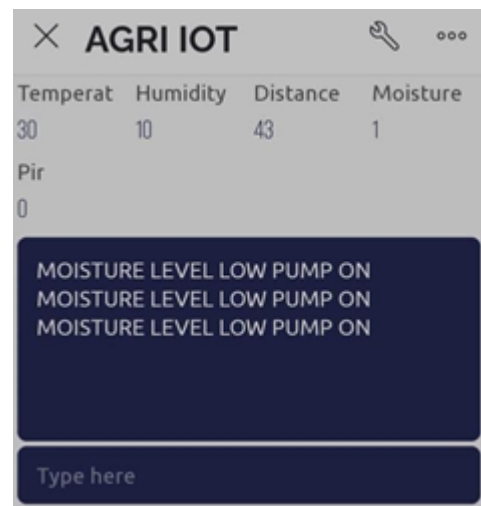 AGRI IOT
Temperat Humidity Distance Moisture
30 10 43 1
Pir
0
MOISTURE LEVEL LOW PUMP ON
MOISTURE LEVEL LOW PUMP ON
MOISTURE LEVEL LOW PUMP ON
Type here